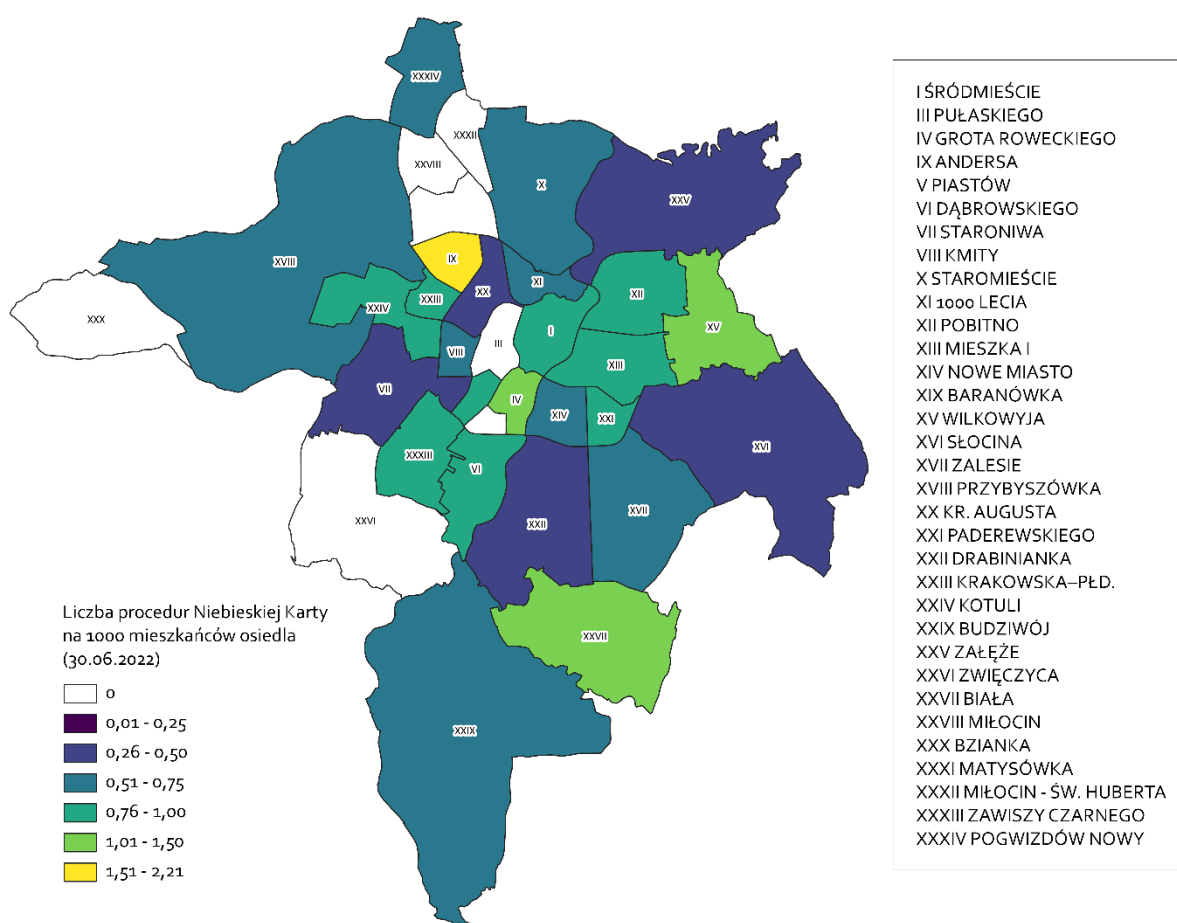 XXXIV
XXXII
XXVIII
X
XXV
XVIII
IX
XX
XI
XII
XXIII
XXIV
XV
XXX
III
I
VIII
XIII
VII
IV
XIV
XXI
XVI
XXXIII
VI
XXVI
XXII
XVII
XXVII
XXIX
Liczba procedur Niebieskiej Karty
na 1000 mieszkańców osiedla
(30.06.2022)
0
0,01 - 0,25
0,26 - 0,50
0,51 - 0,75
0,76 - 1,00
1,01 - 1,50
1,51 - 2,21
I ŚRÓDMIEŚCIE
III PUŁASKIEGO
IV GROTA ROWECKIEGO
IX ANDERSA
V PIASTÓW
VI DĄBROWSKIEGO
VII STARONIWA
VIII KMITY
X STAROMIEŚCIE
XI 1000 LECIA
XII POBITNO
XIII MIESZKA I
XIV NOWE MIASTO
XIX BARANÓWKA
XV WILKOWYJA
XVI SŁOCINA
XVII ZALESIE
XVIII PRZYBYSZÓWKA
XX KR. AUGUSTA
XXI PADEREWSKIEGO
XXII DRABINIANKA
XXIII KRAKOWSKA–PŁD.
XXIV KOTULI
XXIX BUDZIWÓJ
XXV ZAŁĘŻE
XXVI ZWIĘCZYCA
XXVII BIAŁA
XXVIII MIŁOCIN
XXX BZIANKA
XXXI MATYSÓWKA
XXXII MIŁOCIN - ŚW. HUBERTA
XXXIII ZAWISZY CZARNEGO
XXXIV POGWIZDÓW NOWY